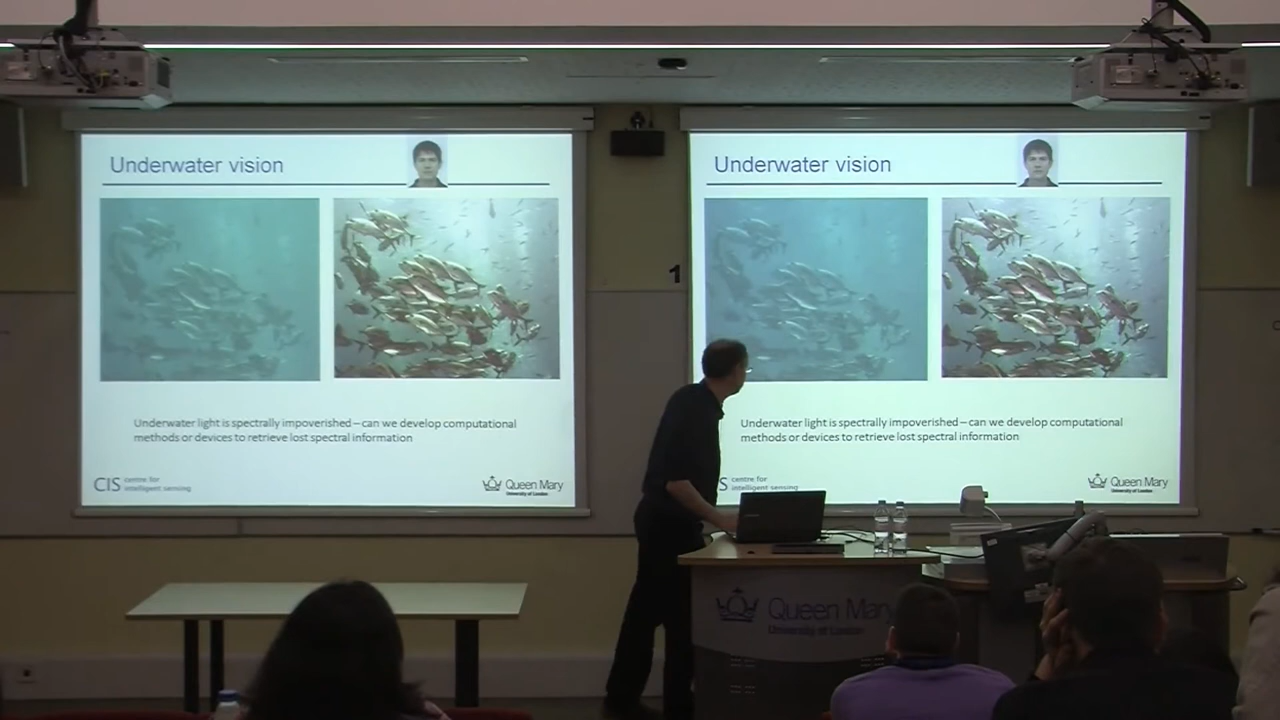 Underwater vision
Underwater light is spectrally impoverished – can we develop computational
methods or devices to retrieve lost spectral information
CIS centre for
intelligent sensing
Queen Mary
University of London
1
Underwater vision
Underwater light is spectrally impoverished – can we develop computational
methods or devices to retrieve lost spectral information
S centre for
intelligent sensing
Queen Mary
University of London
Queen Mary
University of London